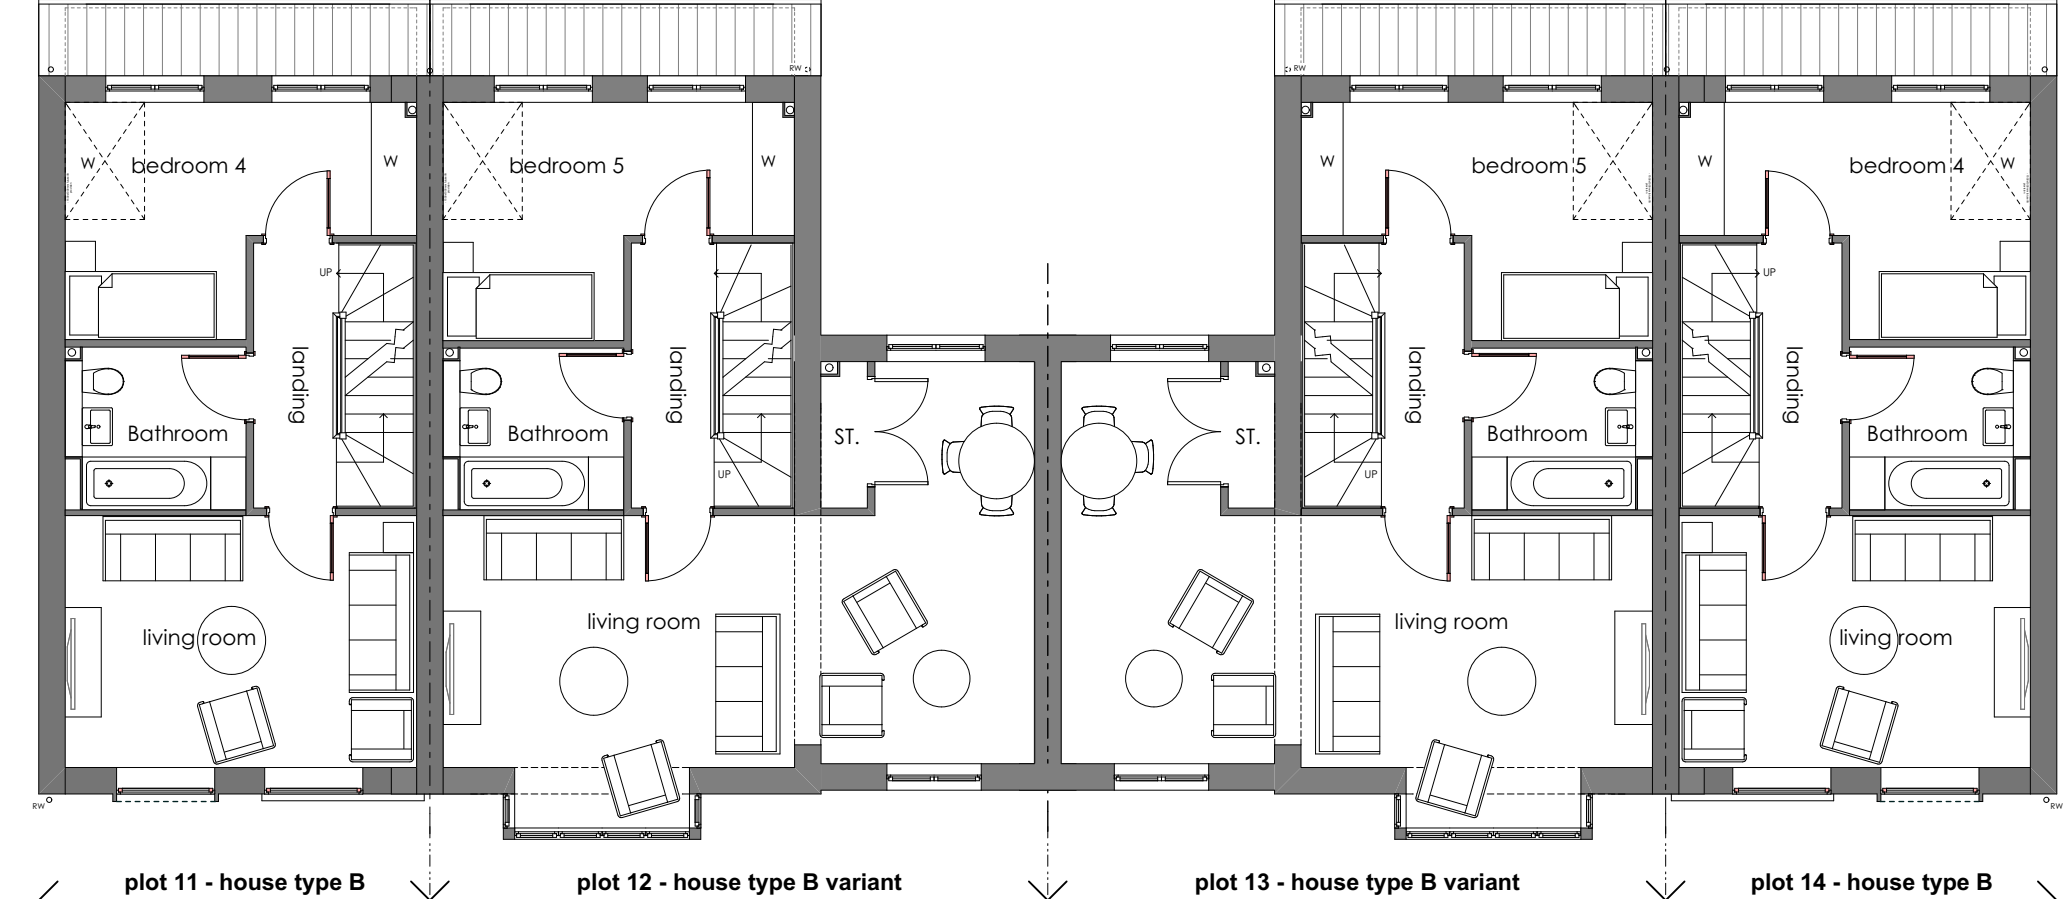 RW
RW
W
bedroom 4
W
bedroom 5
W
W
bedroom 5
W
bedroom 4
W
UP
UP
landing
landing
landing
landing
Bathroom
Bathroom
ST.
ST.
Bathroom
Bathroom
UP
UP
living room
living room
living room
living room
RW
RW
plot 11 - house type B
plot 12 - house type B variant
plot 13 - house type B variant
plot 14 - house type B